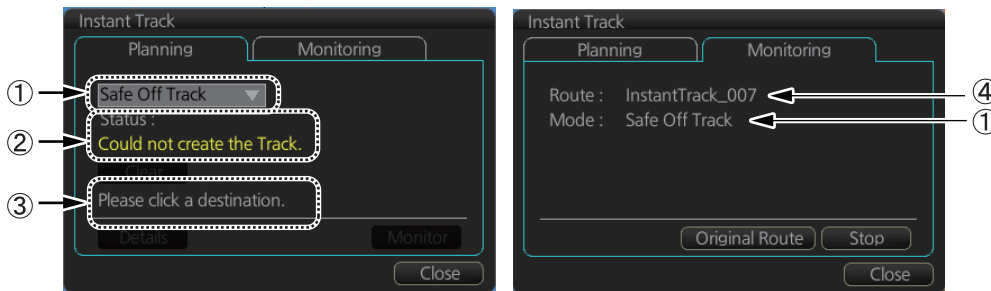 Instant Track
Planning
Monitoring
① Safe Off Track
Status :
② Could not create the Track.
Clear
③ Please click a destination.
Details
Monitor
Close
Instant Track
Planning
Monitoring
Route : InstantTrack_007 ④
Mode : Safe Off Track ①
Original Route
Stop
Close